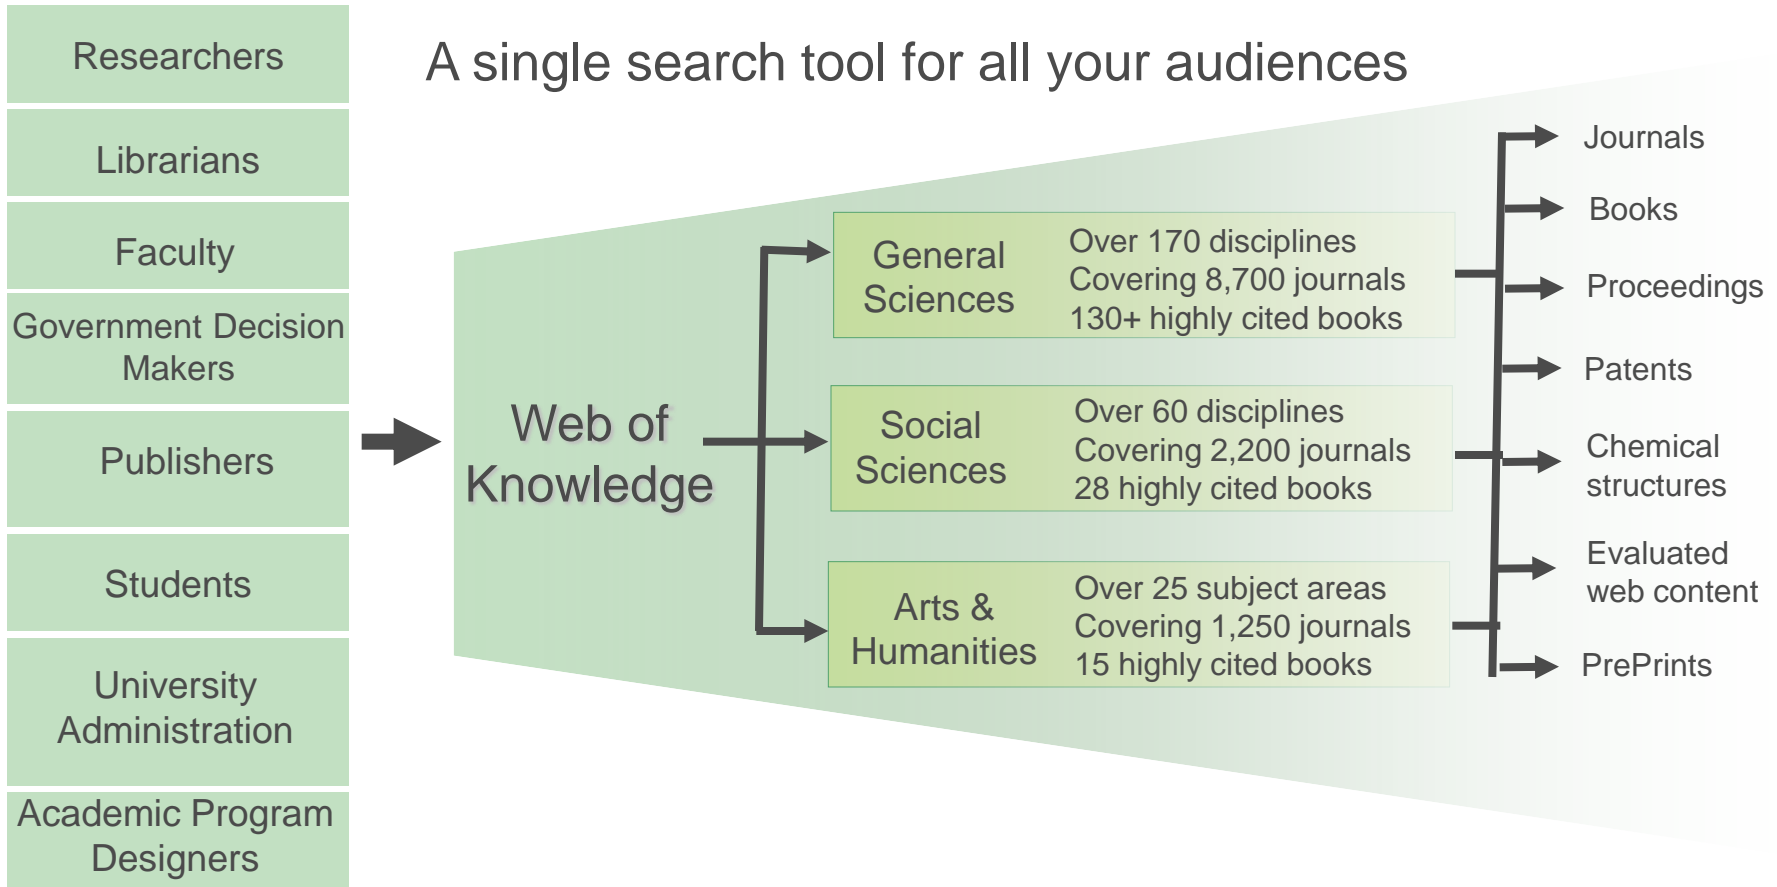 Researchers
Librarians
Faculty
Government Decision
Makers
Publishers
Students
University
Administration
Academic Program
Designers
A single search tool for all your audiences
Web of
Knowledge
General
Sciences
Over 170 disciplines
Covering 8,700 journals
130+ highly cited books
Social
Sciences
Over 60 disciplines
Covering 2,200 journals
28 highly cited books
Arts &
Humanities
Over 25 subject areas
Covering 1,250 journals
15 highly cited books
Journals
Books
Proceedings
Patents
Chemical
structures
Evaluated
web content
PrePrints